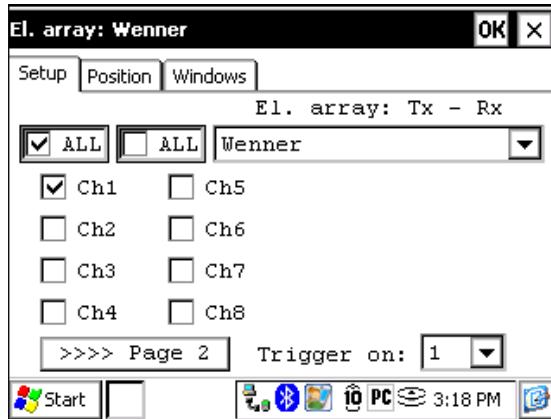 El. array: Wenner OK
Setup Position Windows
El. array: Tx - Rx
ALL ALL Wenner
Ch1 Ch5
Ch2 Ch6
Ch3 Ch7
Ch4 Ch8
>>>> Page 2 Trigger on: 1
Start PC 3:18 PM